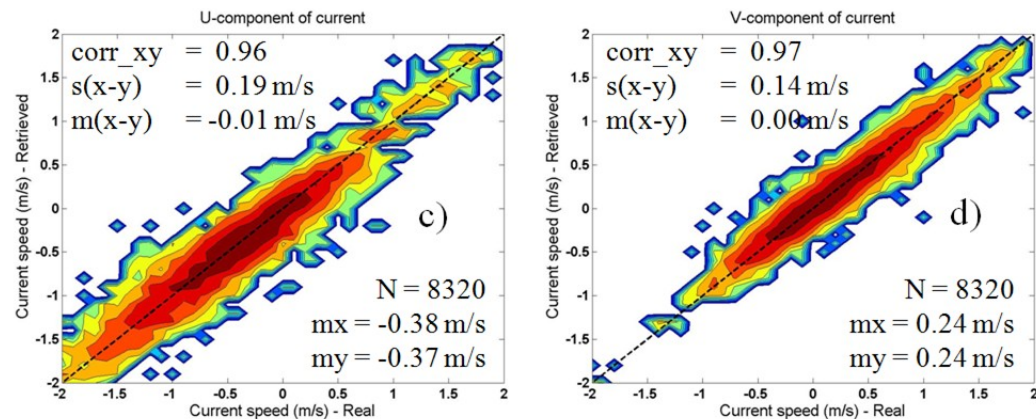 U-component of current
corr_xy = 0.96
s(x-y) = 0.19 m/s
m(x-y) = -0.01 m/s
c)
N = 8320
mx = -0.38 m/s
my = -0.37 m/s
Current speed (m/s) - Retrieved
2
1.5
1
0.5
0
-0.5
-1
-1.5
-2
-2 -1.5 -1 -0.5 0 0.5 1 1.5 2
Current speed (m/s) - Real
V-component of current
corr_xy = 0.97
s(x-y) = 0.14 m/s
m(x-y) = 0.00 m/s
d)
N = 8320
mx = 0.24 m/s
my = 0.24 m/s
Current speed (m/s) - Retrieved
2
1.5
1
0.5
0
-0.5
-1
-1.5
-2
-2 -1.5 -1 -0.5 0 0.5 1 1.5
Current speed (m/s) - Real